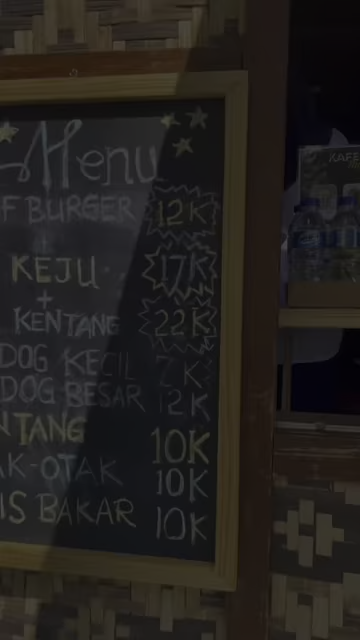 Menu
F BURGER 12K
+
KEJU 17K
+
KENTANG 22K
DOG KECIL 7K
DOG BESAR 12K
NTANG 10K
AK-OTAK 10K
IS BAKAR 10K
KAFE